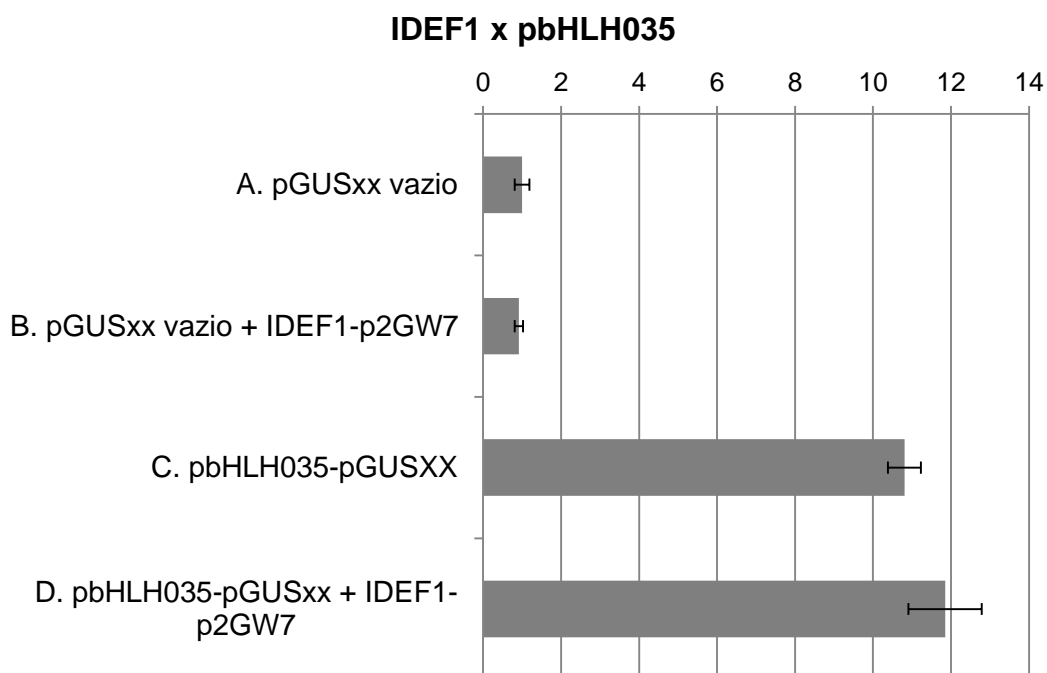 IDEF1 x pbHLH035
0 2 4 6 8 10 12 14
A. pGUSxx vazio
B. pGUSxx vazio + IDEF1-p2GW7
C. pbHLH035-pGUSXX
D. pbHLH035-pGUSxx + IDEF1-
p2GW7